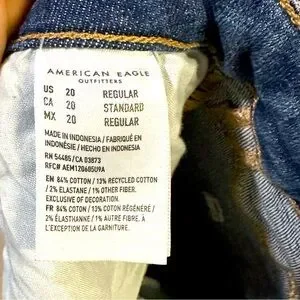 AMERICAN EAGLE
OUTFITTERS
US 20 REGULAR
CA 20 STANDARD
MX 20 REGULAR
MADE IN INDONESIA / FABRIQUÉ EN
INDONÉSIE / HECHO EN INDONESIA
RN 54485/CA 03873
RFC# AEM120605U9A
EN 84% COTTON / 13% RECYCLED COTTON
/ 2% ELASTANE / 1% OTHER FIBER.
EXCLUSIVE OF DECORATION.
FR 84% COTON / 13% COTON RÉGÉNÉRÉ /
2% ÉLASTHANNE / 1% AUTRE FIBRE. À
L'EXCEPTION DE LA GARNITURE.